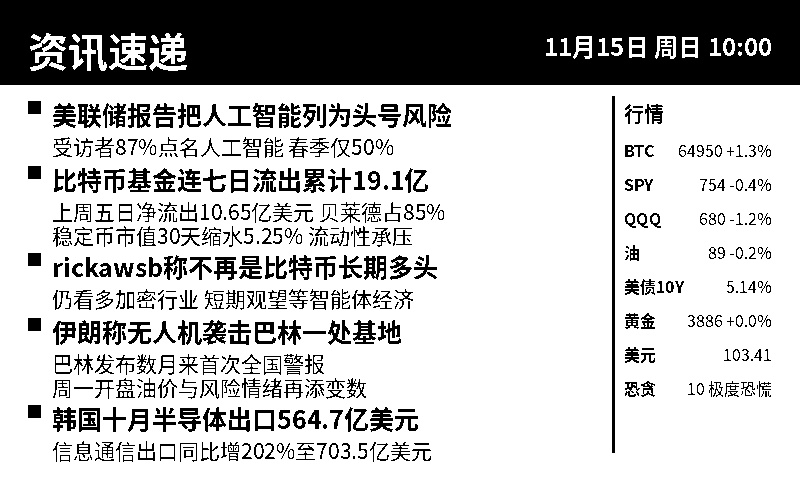 资讯速递
11月15日 周日 10:00
美联储报告把人工智能列为头号风险
受访者87%点名人工智能 春季仅50%
比特币基金连七日流出累计19.1亿
上周五日净流出10.65亿美元 贝莱德占85%
稳定币市值30天缩水5.25% 流动性承压
rickawsb称不再是比特币长期多头
仍看多加密行业 短期观望等智能体经济
伊朗称无人机袭击巴林一处基地
巴林发布数月来首次全国警报
周一开盘油价与风险情绪再添变数
韩国十月半导体出口564.7亿美元
信息通信出口同比增202%至703.5亿美元
行情
BTC 64950 +1.3%
SPY 754 -0.4%
QQQ 680 -1.2%
油 89 -0.2%
美债10Y 5.14%
黄金 3886 +0.0%
美元 103.41
恐贪 10 极度恐慌